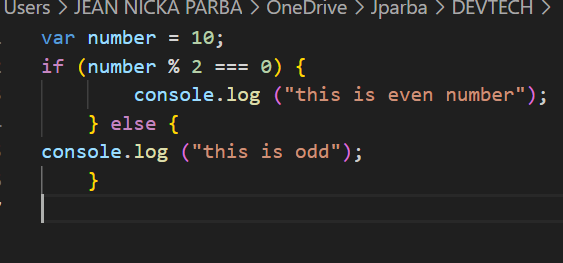 Users > JEAN NICKA PARBA > OneDrive > Jparba > DEVTECH >
var number = 10;
if (number % 2 === 0) {
console.log ("this is even number");
} else {
console.log ("this is odd");
}